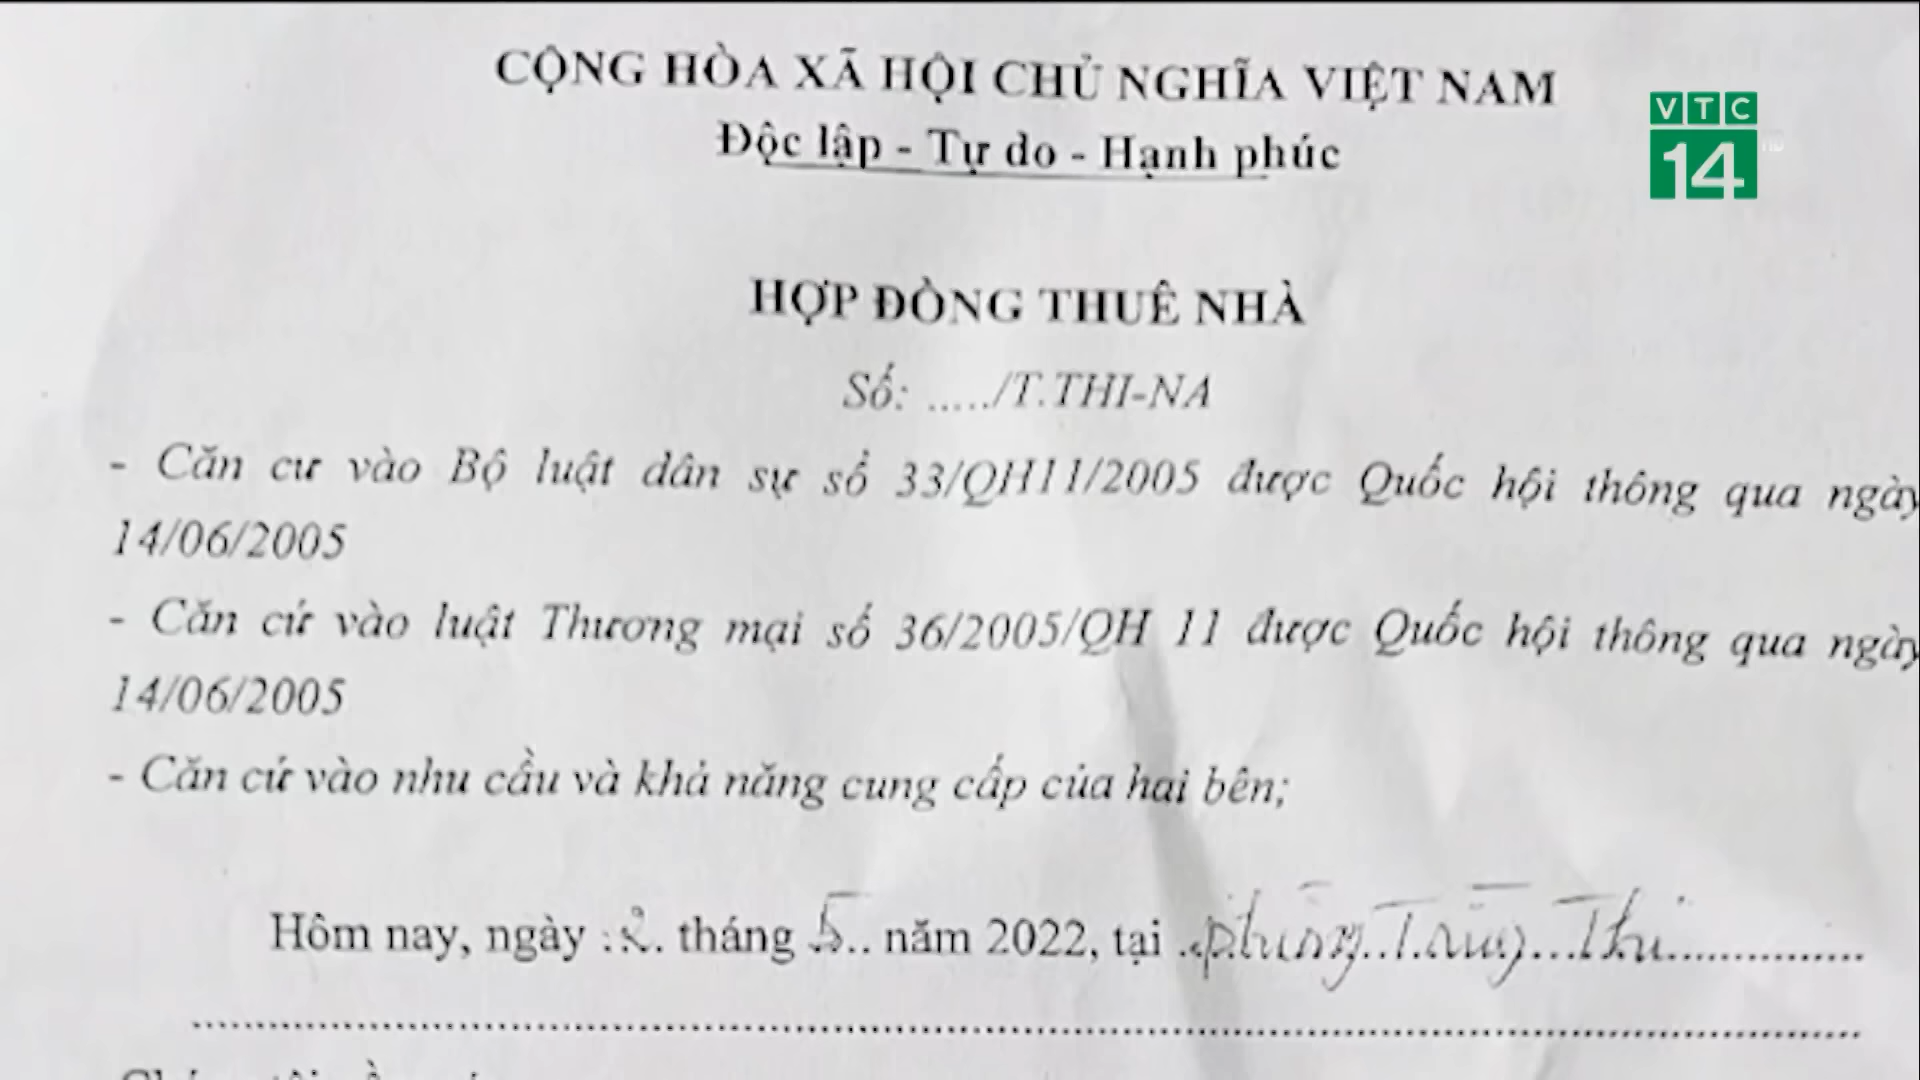 CỘNG HÒA XÃ HỘI CHỦ NGHĨA VIỆT NAM
Độc lập - Tự do - Hạnh phúc
VTC
14
HD
HỢP ĐỒNG THUÊ NHÀ
Số: ...../T.THI-NA
- Căn cư vào Bộ luật dân sự số 33/QH11/2005 được Quốc hội thông qua ngày
14/06/2005
- Căn cứ vào luật Thương mại số 36/2005/QH 11 được Quốc hội thông qua ngày
14/06/2005
- Căn cứ vào nhu cầu và khả năng cung cấp của hai bên;
Hôm nay, ngày .2. tháng 5.. năm 2022, tại ..phùng..Tràng...Thi...............